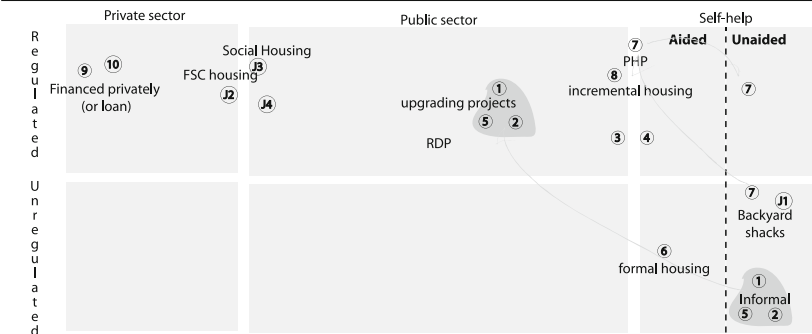 Private sector
Public sector
Self-help
Aided
Unaided
Regulated
9
10
Financed privately
(or loan)
Social Housing
J3
FSC housing
J2
J4
1
upgrading projects
5
2
RDP
7
PHP
8
incremental housing
3
4
7
Unregulated
7
J1
Backyard
shacks
6
formal housing
1
Informal
5
2